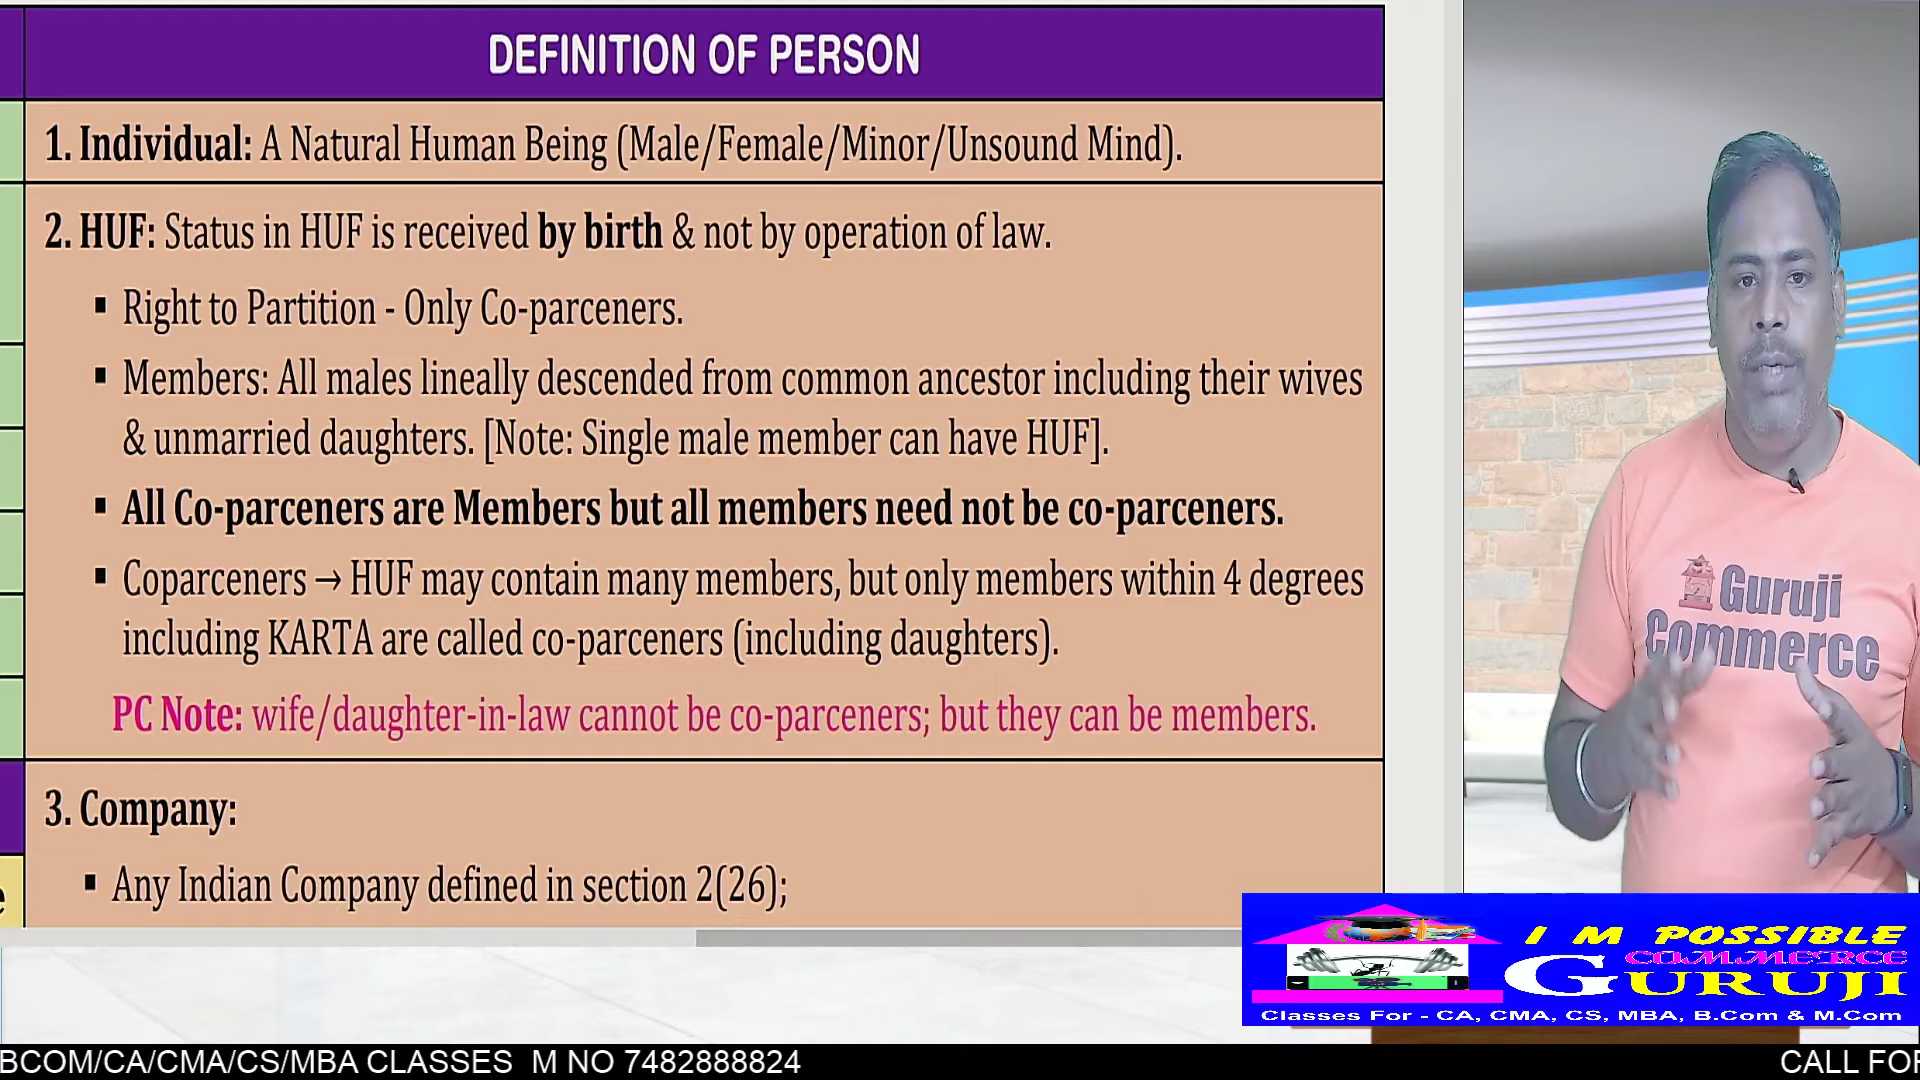 DEFINITION OF PERSON
1. Individual: A Natural Human Being (Male/Female/Minor/Unsound Mind).
2. HUF: Status in HUF is received by birth & not by operation of law.
▪ Right to Partition - Only Co-parceners.
▪ Members: All males lineally descended from common ancestor including their wives
& unmarried daughters. [Note: Single male member can have HUF].
▪ All Co-parceners are Members but all members need not be co-parceners.
▪ Coparceners → HUF may contain many members, but only members within 4 degrees
including KARTA are called co-parceners (including daughters).
PC Note: wife/daughter-in-law cannot be co-parceners; but they can be members.
3. Company:
▪ Any Indian Company defined in section 2(26);
e
Guruji
Commerce
I M POSSIBLE
COMMERCE
GURUJI
Classes For - CA, CMA, CS, MBA, B.Com & M.Com
BCOM/CA/CMA/CS/MBA CLASSES M NO 7482888824
CALL FOR